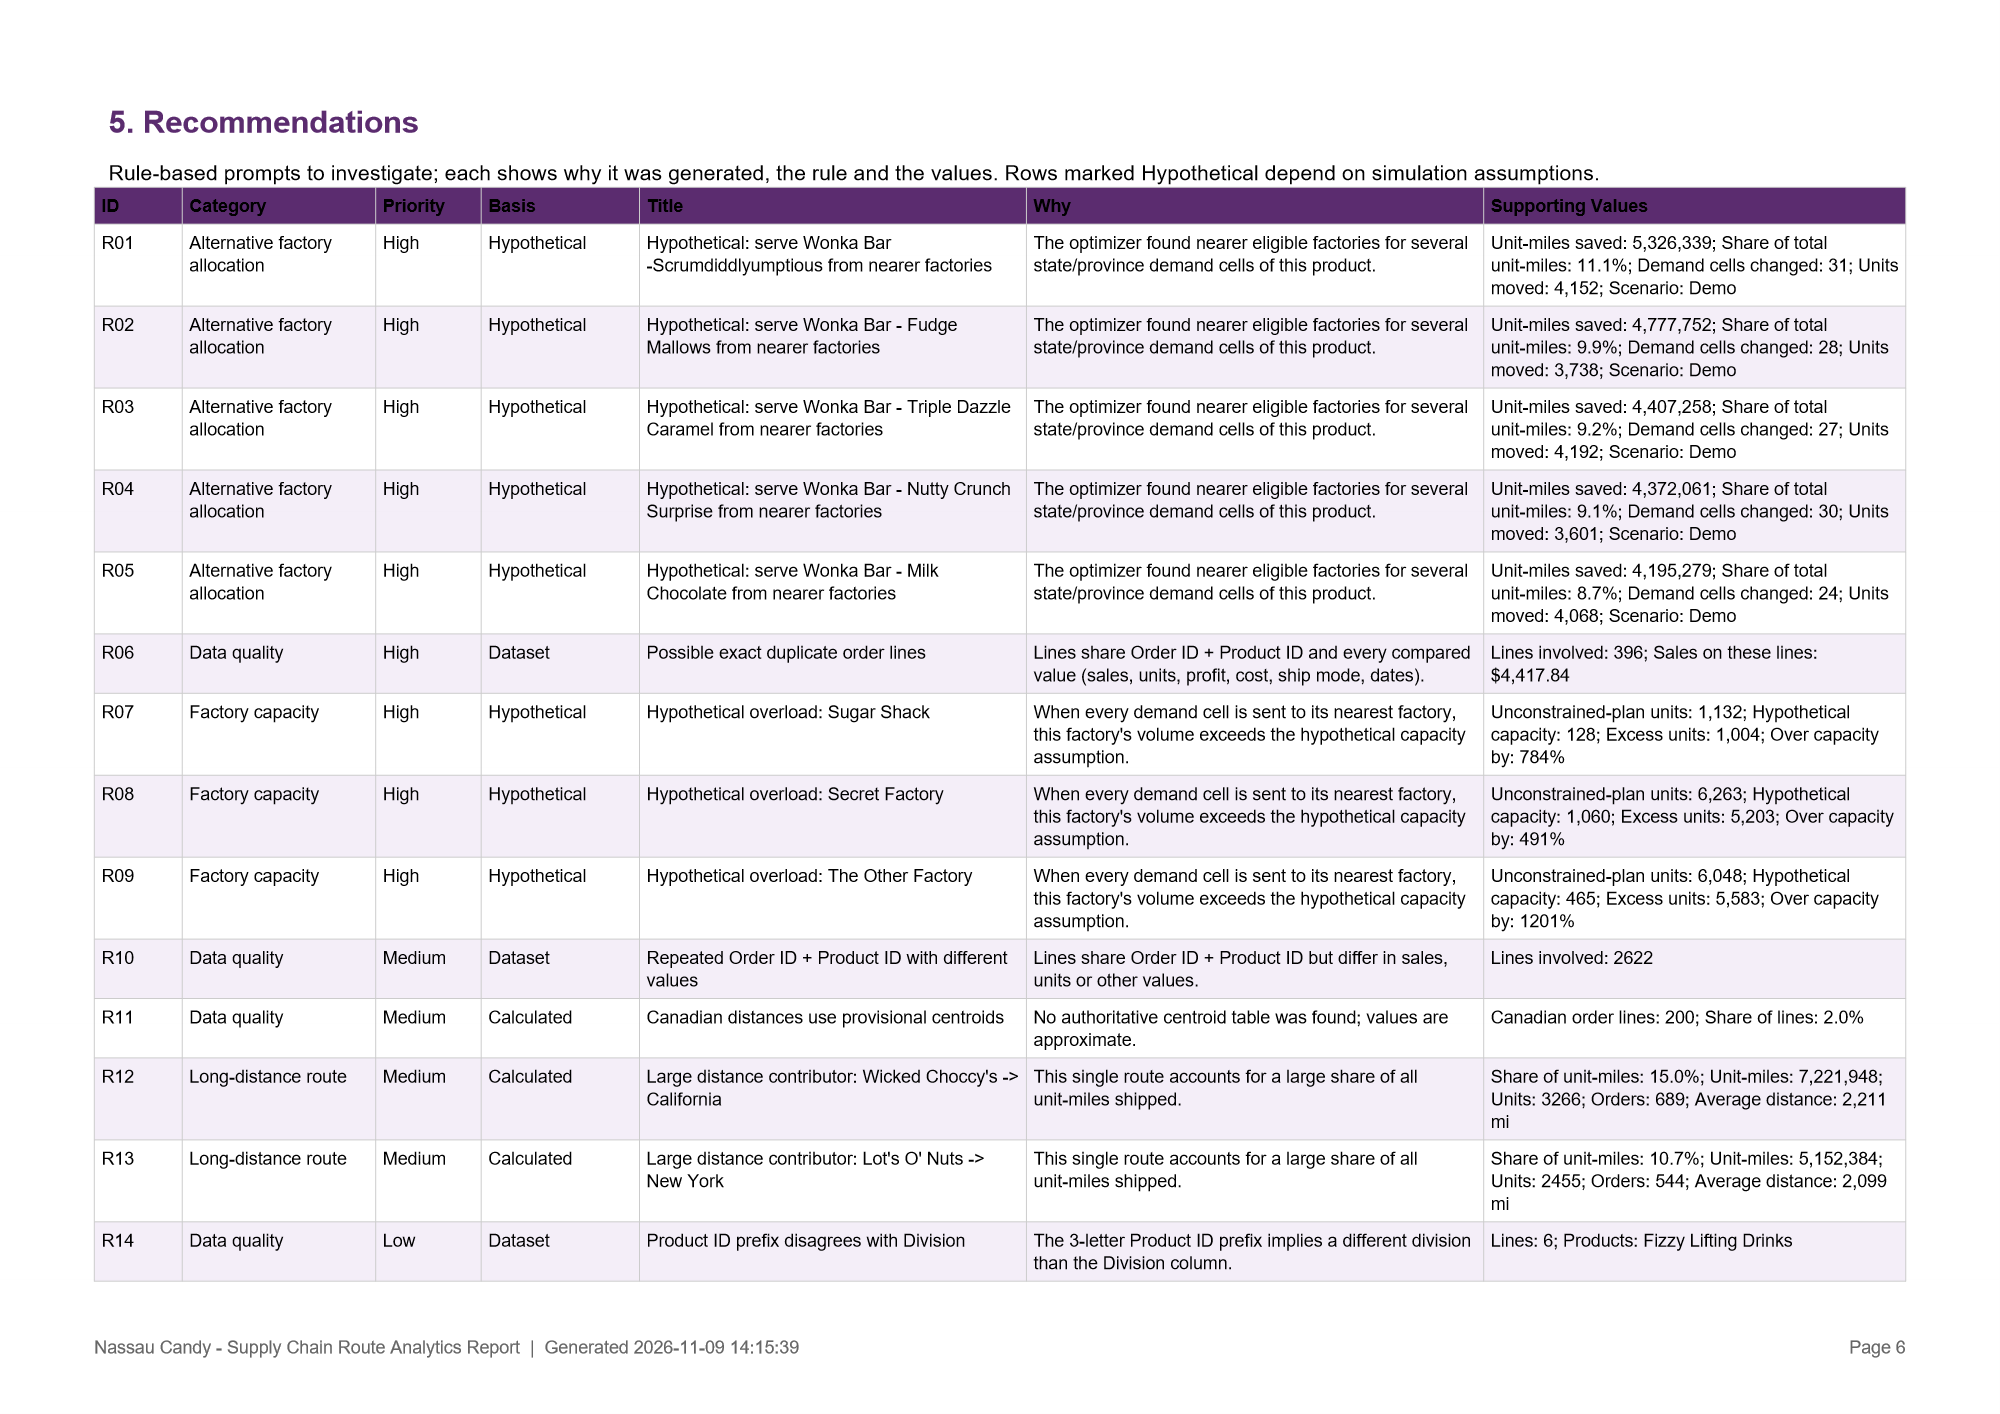 5. Recommendations
Rule-based prompts to investigate; each shows why it was generated, the rule and the values. Rows marked Hypothetical depend on simulation assumptions.
ID Category Priority Basis Title Why Supporting Values
R01 Alternative factory High Hypothetical Hypothetical: serve Wonka Bar The optimizer found nearer eligible factories for several Unit-miles saved: 5,326,339; Share of total
allocation -Scrumdiddlyumptious from nearer factories state/province demand cells of this product. unit-miles: 11.1%; Demand cells changed: 31; Units
moved: 4,152; Scenario: Demo
R02 Alternative factory High Hypothetical Hypothetical: serve Wonka Bar - Fudge The optimizer found nearer eligible factories for several Unit-miles saved: 4,777,752; Share of total
allocation Mallows from nearer factories state/province demand cells of this product. unit-miles: 9.9%; Demand cells changed: 28; Units
moved: 3,738; Scenario: Demo
R03 Alternative factory High Hypothetical Hypothetical: serve Wonka Bar - Triple Dazzle The optimizer found nearer eligible factories for several Unit-miles saved: 4,407,258; Share of total
allocation Caramel from nearer factories state/province demand cells of this product. unit-miles: 9.2%; Demand cells changed: 27; Units
moved: 4,192; Scenario: Demo
R04 Alternative factory High Hypothetical Hypothetical: serve Wonka Bar - Nutty Crunch The optimizer found nearer eligible factories for several Unit-miles saved: 4,372,061; Share of total
allocation Surprise from nearer factories state/province demand cells of this product. unit-miles: 9.1%; Demand cells changed: 30; Units
moved: 3,601; Scenario: Demo
R05 Alternative factory High Hypothetical Hypothetical: serve Wonka Bar - Milk The optimizer found nearer eligible factories for several Unit-miles saved: 4,195,279; Share of total
allocation Chocolate from nearer factories state/province demand cells of this product. unit-miles: 8.7%; Demand cells changed: 24; Units
moved: 4,068; Scenario: Demo
R06 Data quality High Dataset Possible exact duplicate order lines Lines share Order ID + Product ID and every compared Lines involved: 396; Sales on these lines:
value (sales, units, profit, cost, ship mode, dates). $4,417.84
R07 Factory capacity High Hypothetical Hypothetical overload: Sugar Shack When every demand cell is sent to its nearest factory, Unconstrained-plan units: 1,132; Hypothetical
this factory's volume exceeds the hypothetical capacity capacity: 128; Excess units: 1,004; Over capacity
assumption. by: 784%
R08 Factory capacity High Hypothetical Hypothetical overload: Secret Factory When every demand cell is sent to its nearest factory, Unconstrained-plan units: 6,263; Hypothetical
this factory's volume exceeds the hypothetical capacity capacity: 1,060; Excess units: 5,203; Over capacity
assumption. by: 491%
R09 Factory capacity High Hypothetical Hypothetical overload: The Other Factory When every demand cell is sent to its nearest factory, Unconstrained-plan units: 6,048; Hypothetical
this factory's volume exceeds the hypothetical capacity capacity: 465; Excess units: 5,583; Over capacity
assumption. by: 1201%
R10 Data quality Medium Dataset Repeated Order ID + Product ID with different Lines share Order ID + Product ID but differ in sales, Lines involved: 2622
values units or other values.
R11 Data quality Medium Calculated Canadian distances use provisional centroids No authoritative centroid table was found; values are Canadian order lines: 200; Share of lines: 2.0%
approximate.
R12 Long-distance route Medium Calculated Large distance contributor: Wicked Choccy's -> This single route accounts for a large share of all Share of unit-miles: 15.0%; Unit-miles: 7,221,948;
California unit-miles shipped. Units: 3266; Orders: 689; Average distance: 2,211
mi
R13 Long-distance route Medium Calculated Large distance contributor: Lot's O' Nuts -> This single route accounts for a large share of all Share of unit-miles: 10.7%; Unit-miles: 5,152,384;
New York unit-miles shipped. Units: 2455; Orders: 544; Average distance: 2,099
mi
R14 Data quality Low Dataset Product ID prefix disagrees with Division The 3-letter Product ID prefix implies a different division Lines: 6; Products: Fizzy Lifting Drinks
than the Division column.
Nassau Candy - Supply Chain Route Analytics Report | Generated 2026-11-09 14:15:39 Page 6